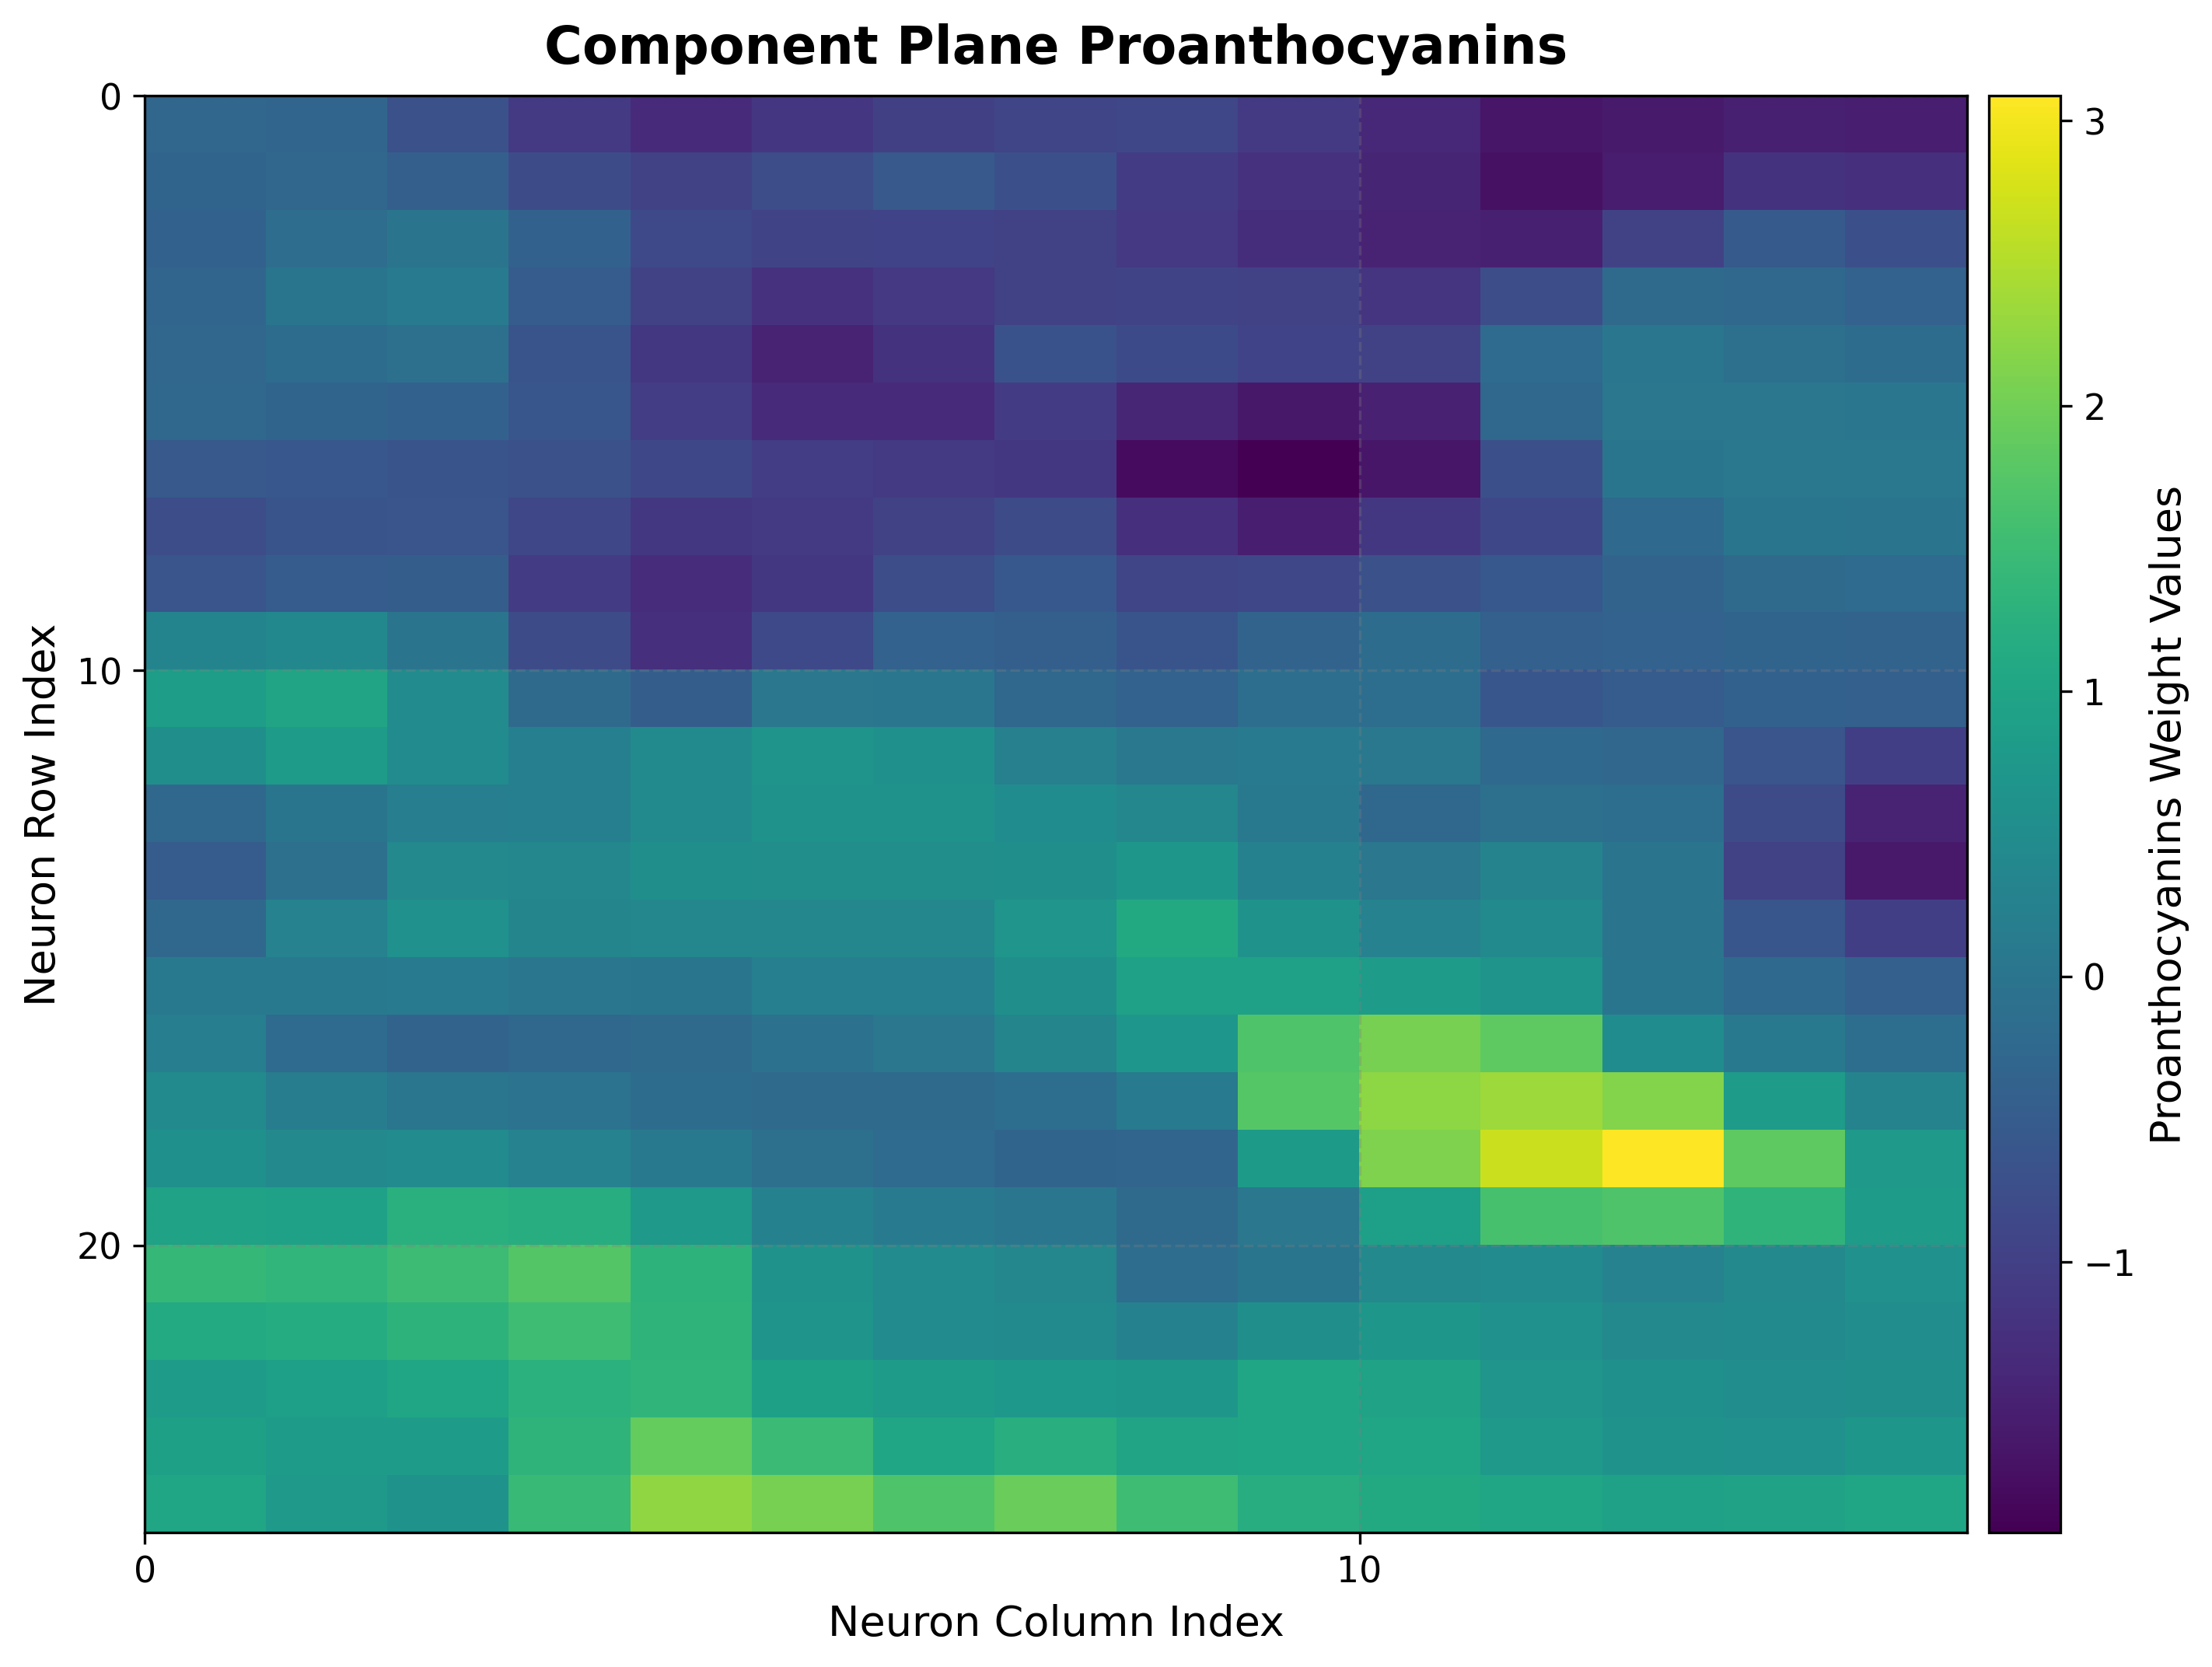 Component Plane Proanthocyanins
0
10
20
Neuron Row Index
0
10
Neuron Column Index
3
2
1
0
−1
Proanthocyanins Weight Values